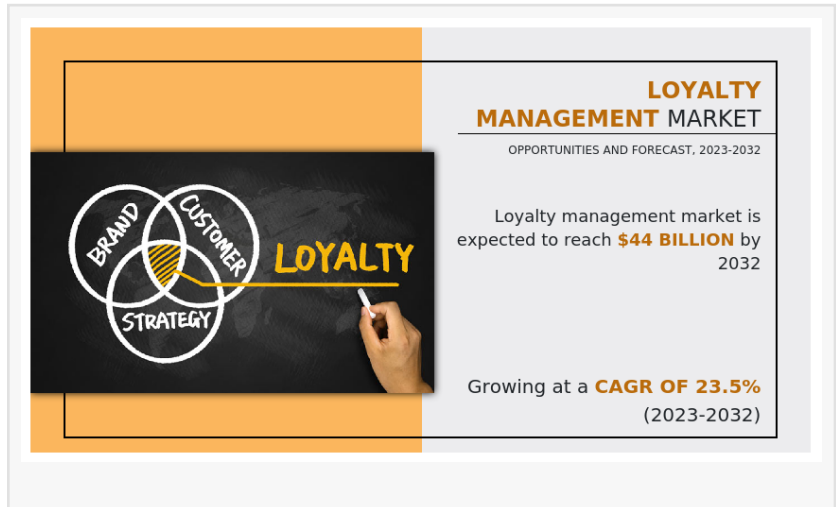 LOYALTY
MANAGEMENT MARKET
OPPORTUNITIES AND FORECAST, 2023-2032
BRAND
CUSTOMER
STRATEGY
LOYALTY
Loyalty management market is
expected to reach $44 BILLION by
2032
Growing at a CAGR OF 23.5%
(2023-2032)